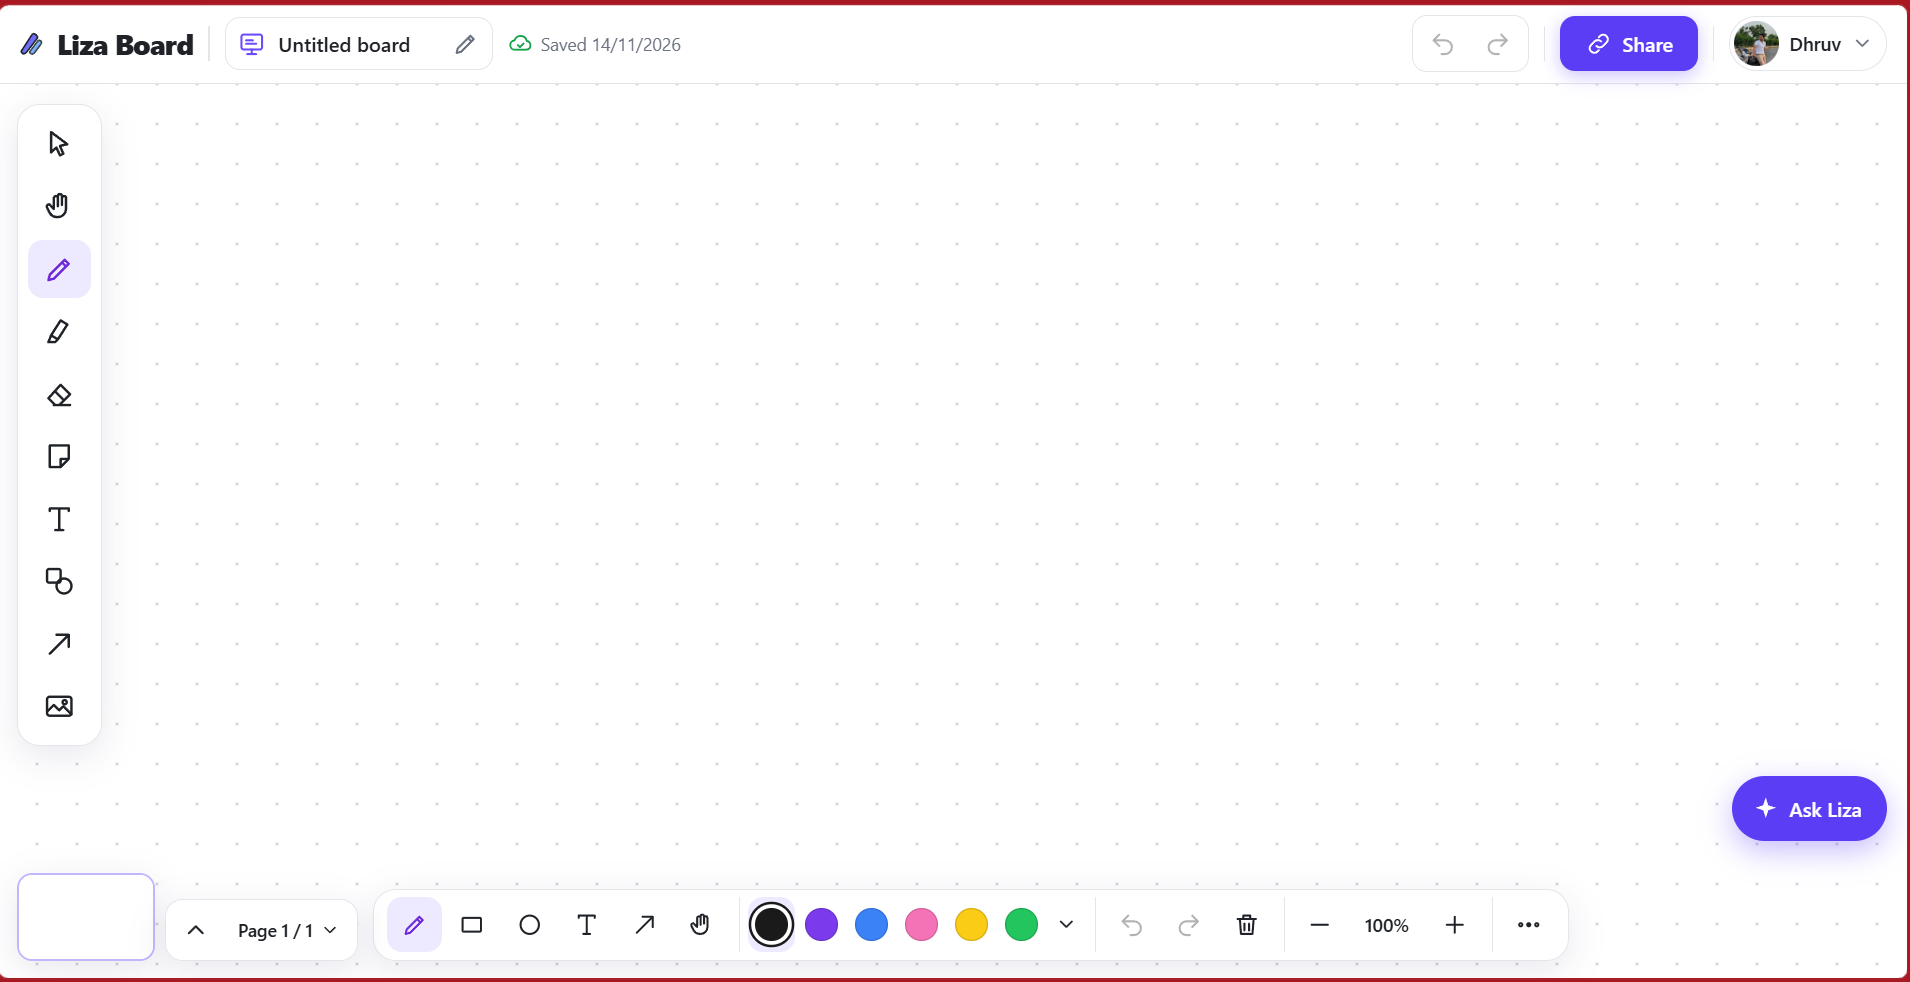 Liza Board
Untitled board
Saved 14/11/2026
Share
Dhruv
Ask Liza
Page 1 / 1
100%